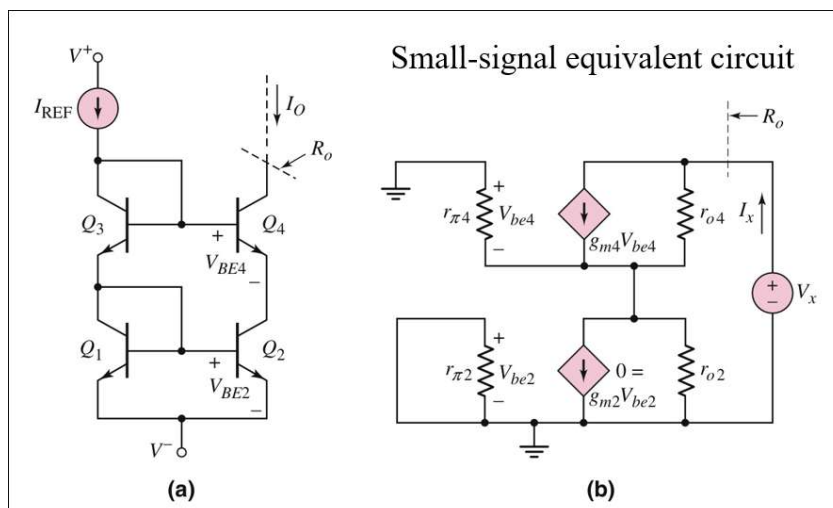 Small-signal equivalent circuit
V+
IREF
IO
Ro
Q3
Q4
+
VBE4
−
Q1
Q2
+
VBE2
−
V−
(a)
Ro
+
rπ4
Vbe4
−
gm4Vbe4
ro4
Ix
+
−
Vx
+
rπ2
Vbe2
−
0 =
gm2Vbe2
ro2
(b)